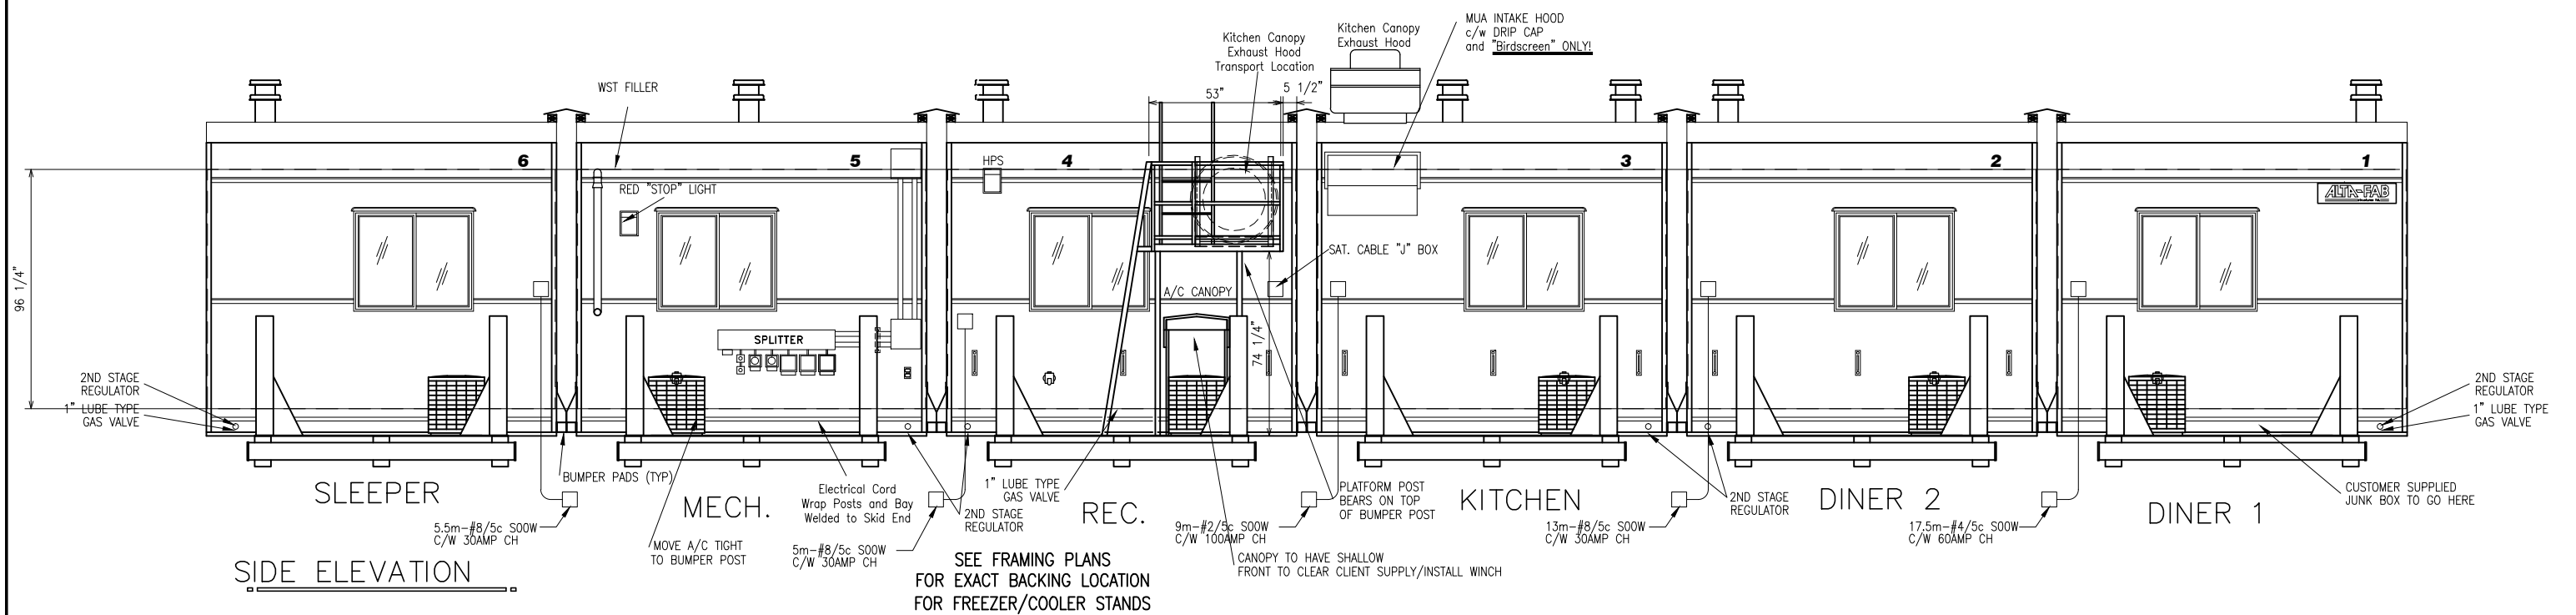 MUA INTAKE HOOD
c/w DRIP CAP
and "Birdscreen" ONLY!
Kitchen Canopy
Exhaust Hood
Kitchen Canopy
Exhaust Hood
Transport Location
53"
5 1/2"
WST FILLER
6
5
HPS
4
3
2
1
RED "STOP" LIGHT
ALTA-FAB
SAT. CABLE "J" BOX
96 1/4"
A/C CANOPY
74 1/4"
SPLITTER
2ND STAGE
REGULATOR
1" LUBE TYPE
GAS VALVE
2ND STAGE
REGULATOR
1" LUBE TYPE
GAS VALVE
BUMPER PADS (TYP)
SLEEPER
MECH.
Electrical Cord
Wrap Posts and Bay
Welded to Skid End
1" LUBE TYPE
GAS VALVE
2ND STAGE
REGULATOR
REC.
PLATFORM POST
BEARS ON TOP
OF BUMPER POST
KITCHEN
2ND STAGE
REGULATOR
DINER 2
DINER 1
CUSTOMER SUPPLIED
JUNK BOX TO GO HERE
5.5m-#8/5c SOOW
C/W 30AMP CH
MOVE A/C TIGHT
TO BUMPER POST
5m-#8/5c SOOW
C/W 30AMP CH
9m-#2/5c SOOW
C/W 100AMP CH
13m-#8/5c SOOW
C/W 30AMP CH
17.5m-#4/5c SOOW
C/W 60AMP CH
CANOPY TO HAVE SHALLOW
FRONT TO CLEAR CLIENT SUPPLY/INSTALL WINCH
SIDE ELEVATION
SEE FRAMING PLANS
FOR EXACT BACKING LOCATION
FOR FREEZER/COOLER STANDS